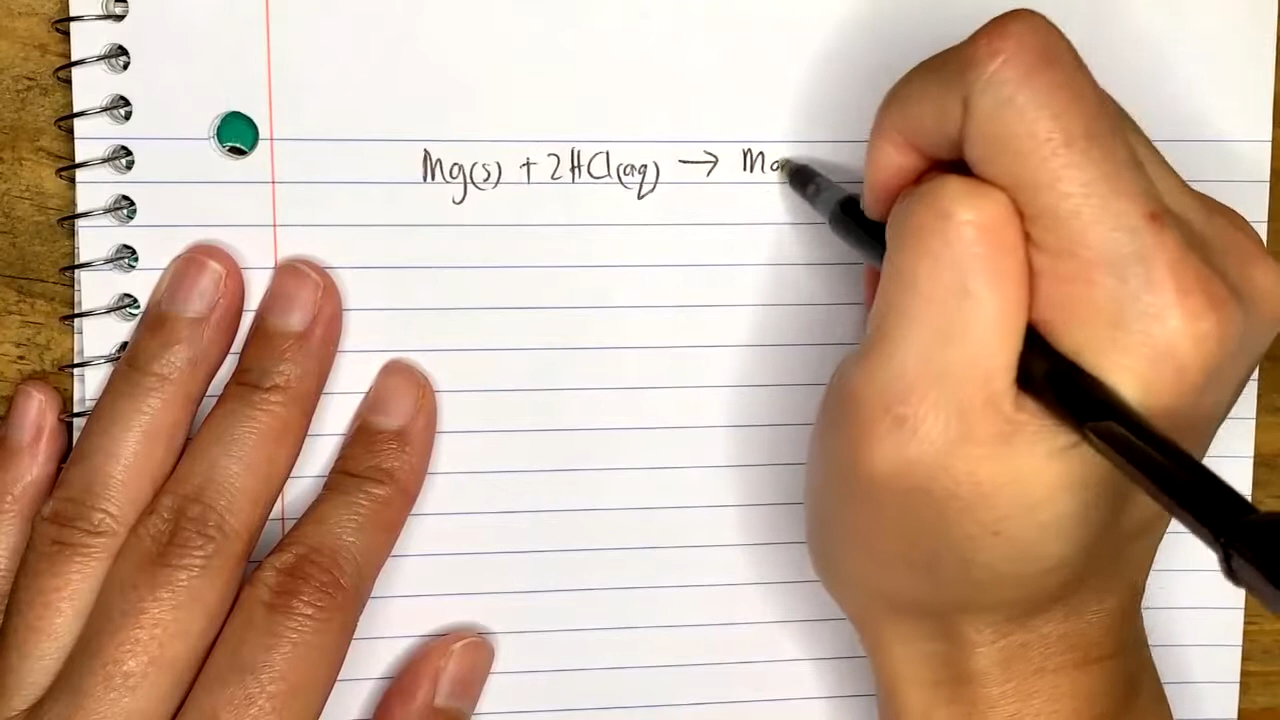 Mg(s) + 2HCl(aq) → M